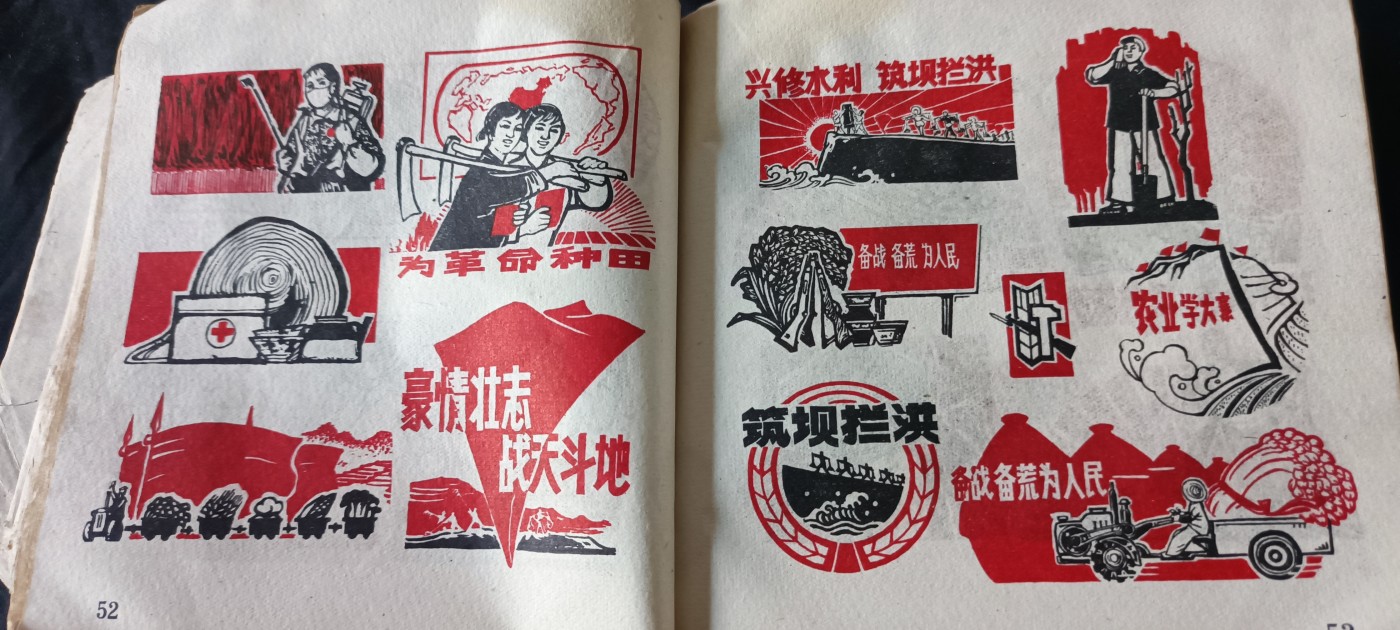 为革命种田
豪情壮志
战天斗地
52
兴修水利 筑坝拦洪
备战 备荒 为人民
农业学大寨
筑坝拦洪
备战备荒为人民